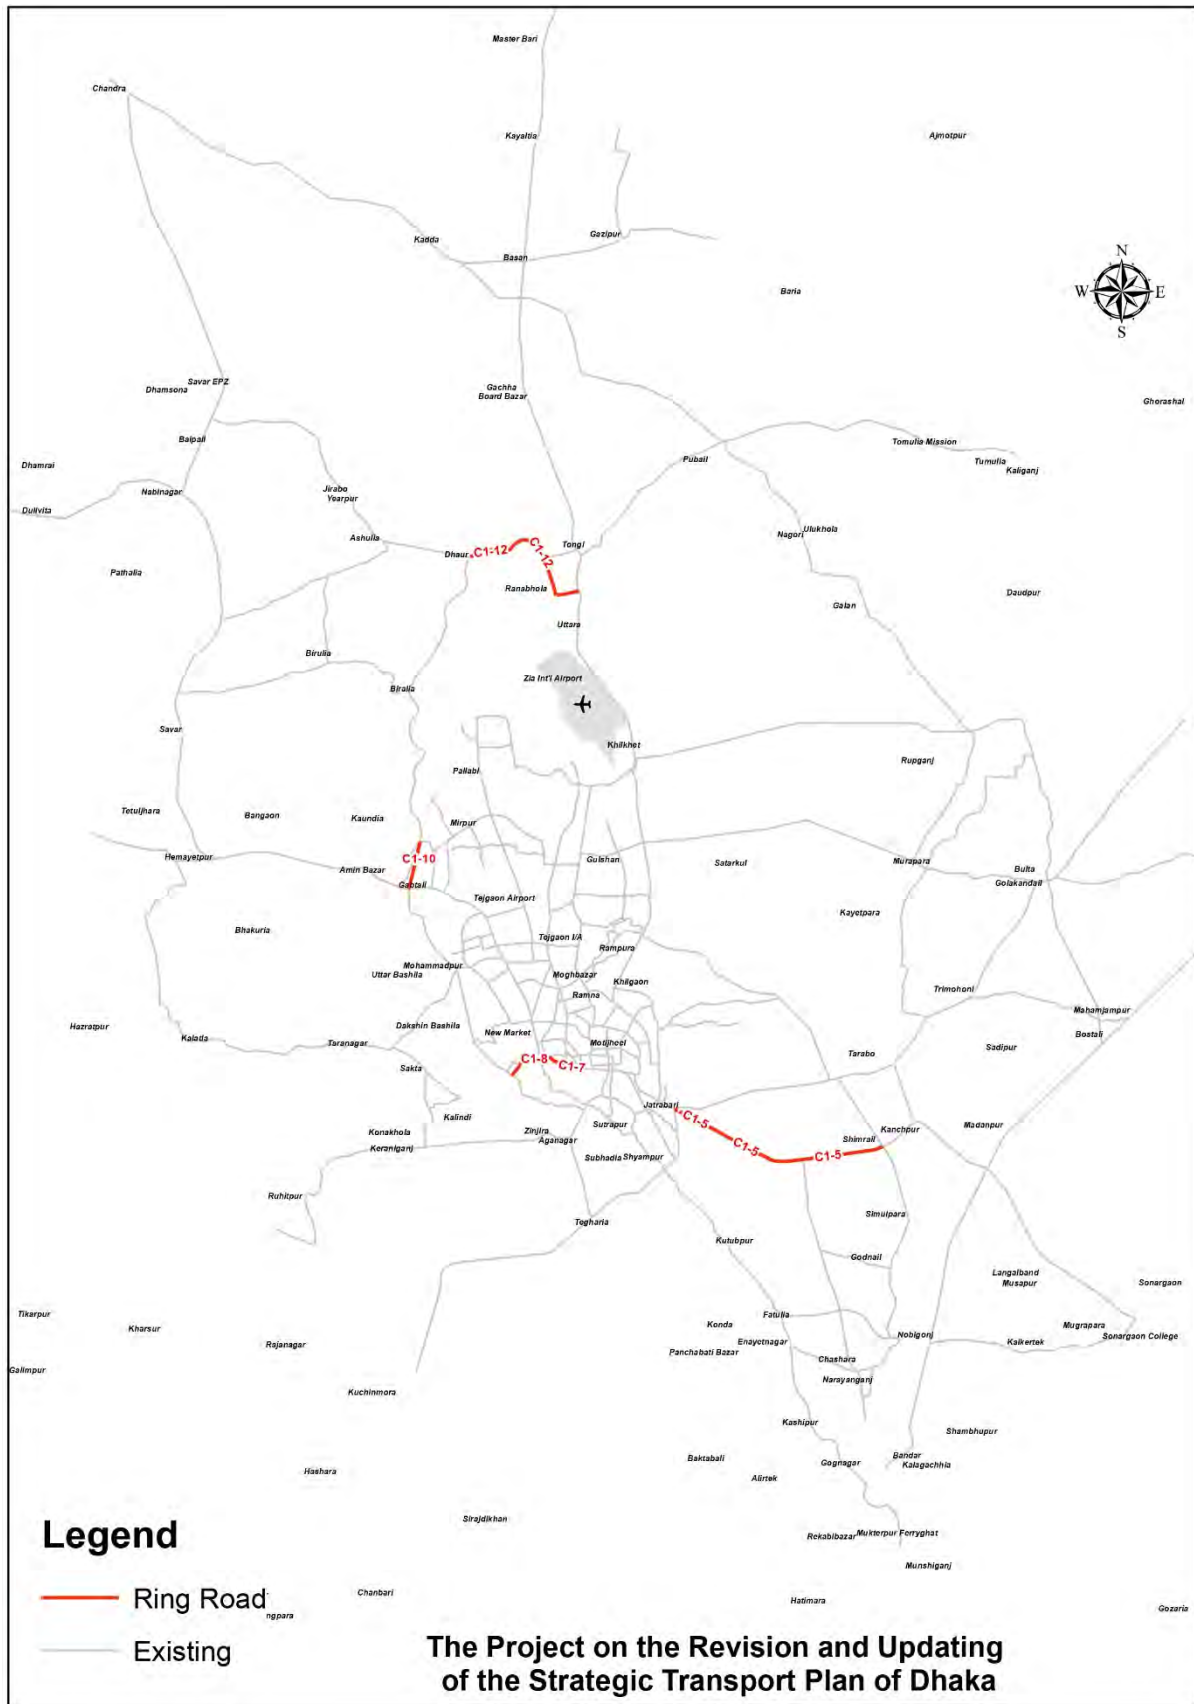 Master Bari
Chandra
Kayaltia
Ajmotpur
Gazipur
Kadda
Basan
N
W
E
S
Baria
Savar EPZ
Dhamsona
Gachha
Board Bazar
Ghorashal
Baipail
Tomulia Mission
Pubail
Tumulia
Kaliganj
Dhamrai
Nabinagar
Jirabo
Yearpur
Dulivita
Ulukhola
Nagori
Ashulia
Tongi
Dhaur
C1-12
C1-12
Pathalia
Ranabhola
Daudpur
Galan
Uttara
Birulia
Zia Int'l Airport
Biralia
Savar
Khilkhet
Rupganj
Pallabi
Tetuljhara
Bangaon
Kaundia
Mirpur
Hemayetpur
C1-10
Gulshan
Satarkul
Murapara
Amin Bazar
Bulta
Gabtali
Golakandail
Tejgaon Airport
Kayetpara
Bhakuria
Tejgaon I/A
Rampura
Mohammadpur
Uttar Bashila
Moghbazar
Khilgaon
Trimohoni
Ramna
Mahamjampur
Hazratpur
Dakshin Bashila
New Market
Bostali
Kalatia
Taranagar
Motijheel
Sadipur
Tarabo
C1-8
C1-7
Sakta
Jatrabari
Kalindi
C1-5
Sutrapur
Madanpur
Konakhola
Zinjira
Kanchpur
Aganagar
C1-5
Shimrail
Keraniganj
C1-5
Subhadia
Shyampur
Ruhitpur
Simulpara
Tegharia
Kutubpur
Godnail
Langalband
Musapur
Sonargaon
Tikarpur
Fatulla
Kharsur
Konda
Mugrapara
Rajanagar
Enayetnagar
Nobigonj
Kaikertek
Sonargaon College
Panchabati Bazar
Chashara
Galimpur
Narayanganj
Kuchinmora
Kashipur
Shambhupur
Baktabali
Bandar
Gognagar
Kalagachhia
Hashara
Alirtek
Sirajdikhan
Rekabibazar
Mukterpur Ferryghat
Legend
Munshiganj
Ring Road
Chanbari
Hatimara
ngpara
Gozaria
Existing
The Project on the Revision and Updating
of the Strategic Transport Plan of Dhaka